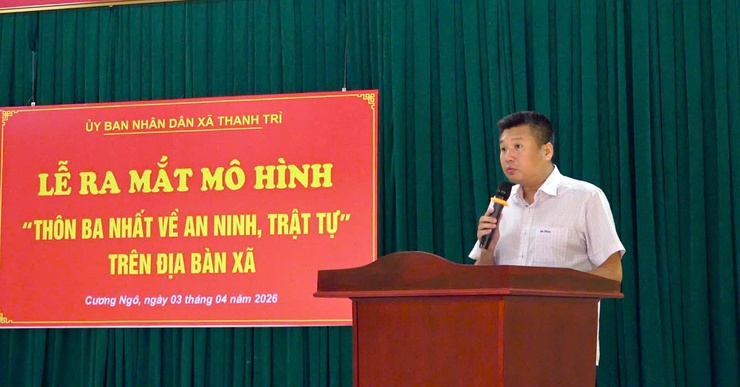 ỦY BAN NHÂN DÂN XÃ THANH TRÌ
LỄ RA MẮT MÔ HÌNH
“THÔN BA NHẤT VỀ AN NINH, TRẬT TỰ”
TRÊN ĐỊA BÀN XÃ
Cương Ngô, ngày 03 tháng 04 năm 2026